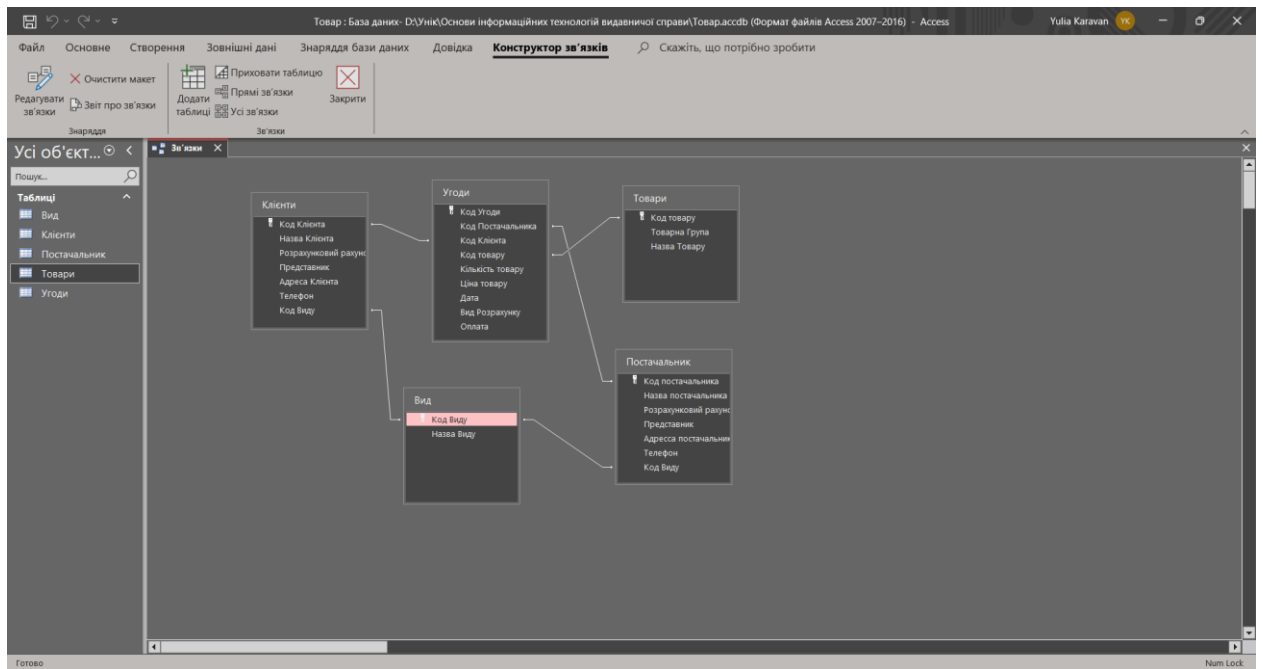 Товар : База даних- D:\Унік\Основи інформаційних технологій видавничої справи\Товар.accdb (Формат файлів Access 2007–2016) - Access
Yulia Karavan YK
Файл Основне Створення Зовнішні дані Знаряддя бази даних Довідка Конструктор зв'язків Скажіть, що потрібно зробити
Редагувати зв'язки
Очистити макет
Звіт про зв'язки
Знаряддя
Додати таблиці
Приховати таблицю
Прямі зв'язки
Усі зв'язки
Закрити
Зв'язки
Усі об'єкт...
Пошук...
Таблиці
Вид
Клієнти
Постачальник
Товари
Угоди
Зв'язки
Клієнти
Код Клієнта
Назва Клієнта
Розрахунковий рахунс
Представник
Адреса Клієнта
Телефон
Код Виду
Угоди
Код Угоди
Код Постачальника
Код Клієнта
Код товару
Кількість товару
Ціна товару
Дата
Вид Розрахунку
Оплата
Товари
Код товару
Товарна Група
Назва Товару
Вид
Код Виду
Назва Виду
Постачальник
Код постачальника
Назва постачальника
Розрахунковий рахунс
Представник
Адресса постачальник
Телефон
Код Виду
Готово
Num Lock